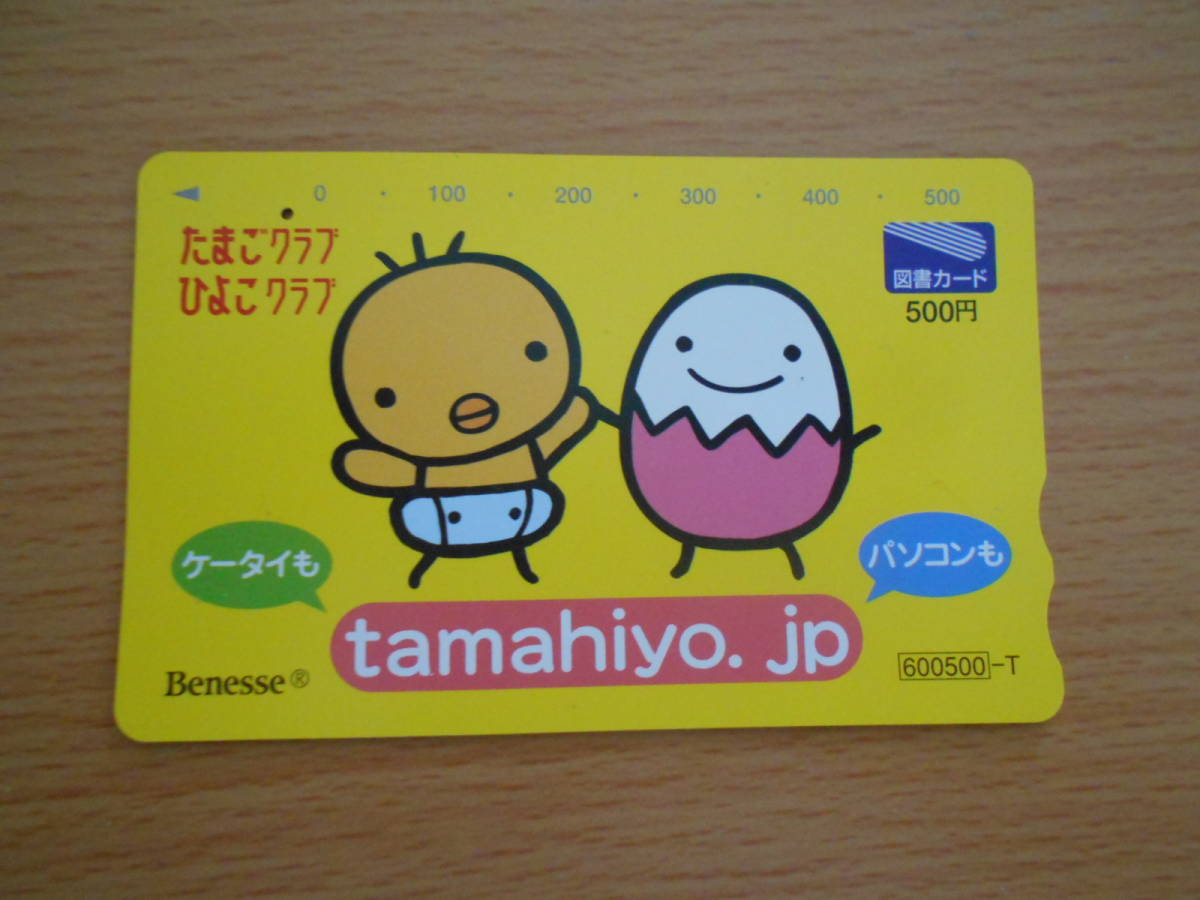 0 · 100 · 200 · 300 · 400 · 500
たまごクラブ
ひよこクラブ
図書カード
500円
ケータイも
パソコンも
tamahiyo.jp
Benesse®
600500-T